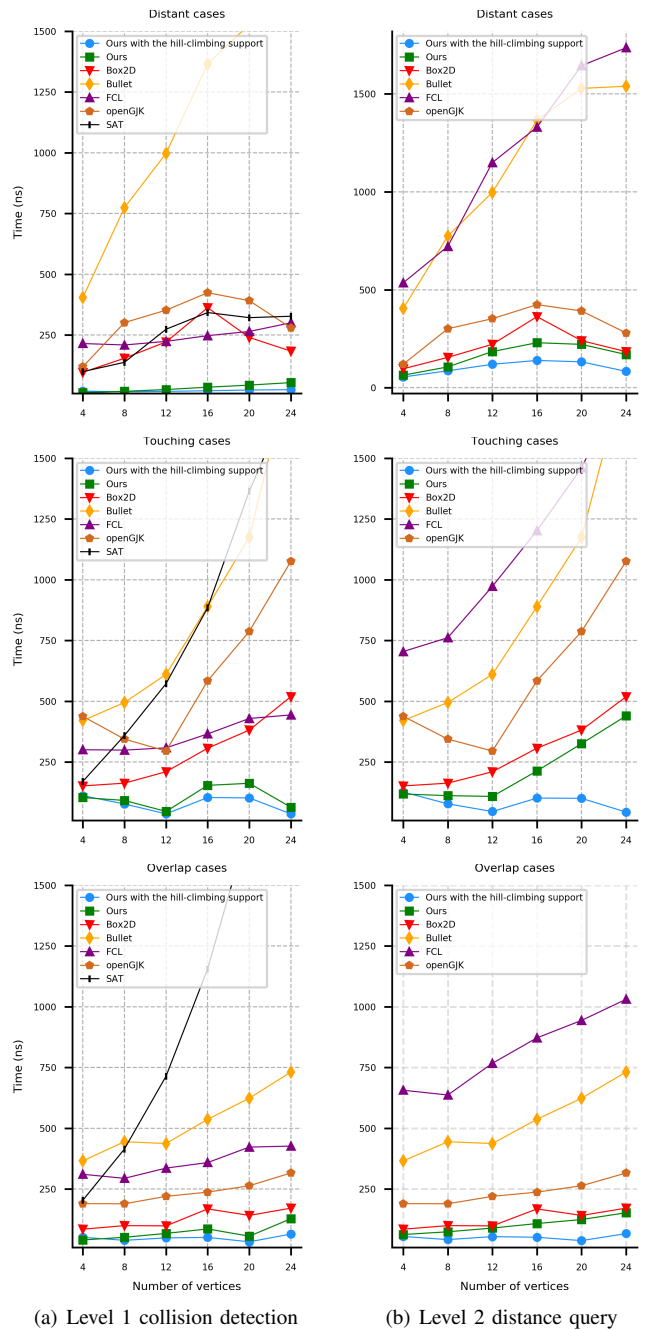 Distant cases
1500
1250
1000
750
500
250
Time (ns)
4 8 12 16 20 24
Ours with the hill-climbing support
Ours
Box2D
Bullet
FCL
openGJK
SAT
Distant cases
1500
1000
500
0
4 8 12 16 20 24
Ours with the hill-climbing support
Ours
Box2D
Bullet
FCL
openGJK
Touching cases
1500
1250
1000
750
500
250
Time (ns)
4 8 12 16 20 24
Ours with the hill-climbing support
Ours
Box2D
Bullet
FCL
openGJK
SAT
Touching cases
1500
1250
1000
750
500
250
4 8 12 16 20 24
Ours with the hill-climbing support
Ours
Box2D
Bullet
FCL
openGJK
Overlap cases
1500
1250
1000
750
500
250
Time (ns)
4 8 12 16 20 24
Number of vertices
Ours with the hill-climbing support
Ours
Box2D
Bullet
FCL
openGJK
SAT
Overlap cases
1500
1250
1000
750
500
250
4 8 12 16 20 24
Number of vertices
Ours with the hill-climbing support
Ours
Box2D
Bullet
FCL
openGJK
(a) Level 1 collision detection
(b) Level 2 distance query